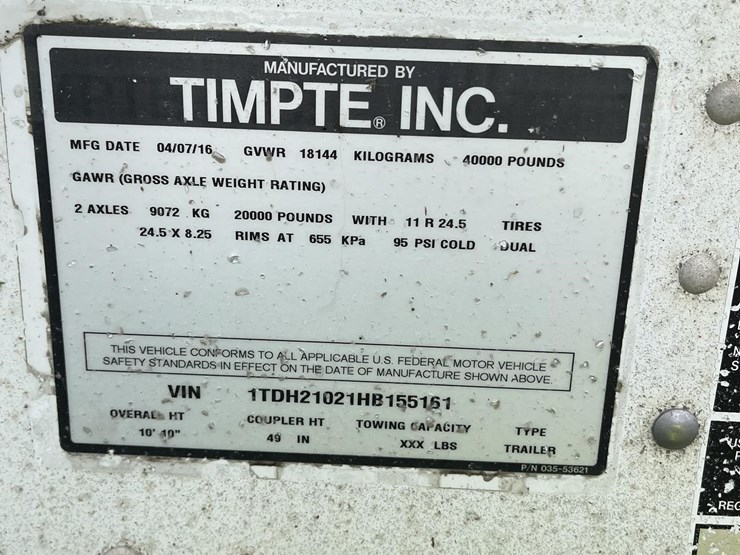 MANUFACTURED BY
TIMPTE® INC.
MFG DATE 04/07/16 GVWR 18144 KILOGRAMS 40000 POUNDS
GAWR (GROSS AXLE WEIGHT RATING)
2 AXLES 9072 KG 20000 POUNDS WITH 11 R 24.5 TIRES
24.5 X 8.25 RIMS AT 655 KPa 95 PSI COLD DUAL
THIS VEHICLE CONFORMS TO ALL APPLICABLE U.S. FEDERAL MOTOR VEHICLE
SAFETY STANDARDS IN EFFECT ON THE DATE OF MANUFACTURE SHOWN ABOVE.
VIN 1TDH21021HB155161
OVERALL HT COUPLER HT TOWING CAPACITY TYPE
10' 10" 49 IN XXX LBS TRAILER
P/N 035-53621